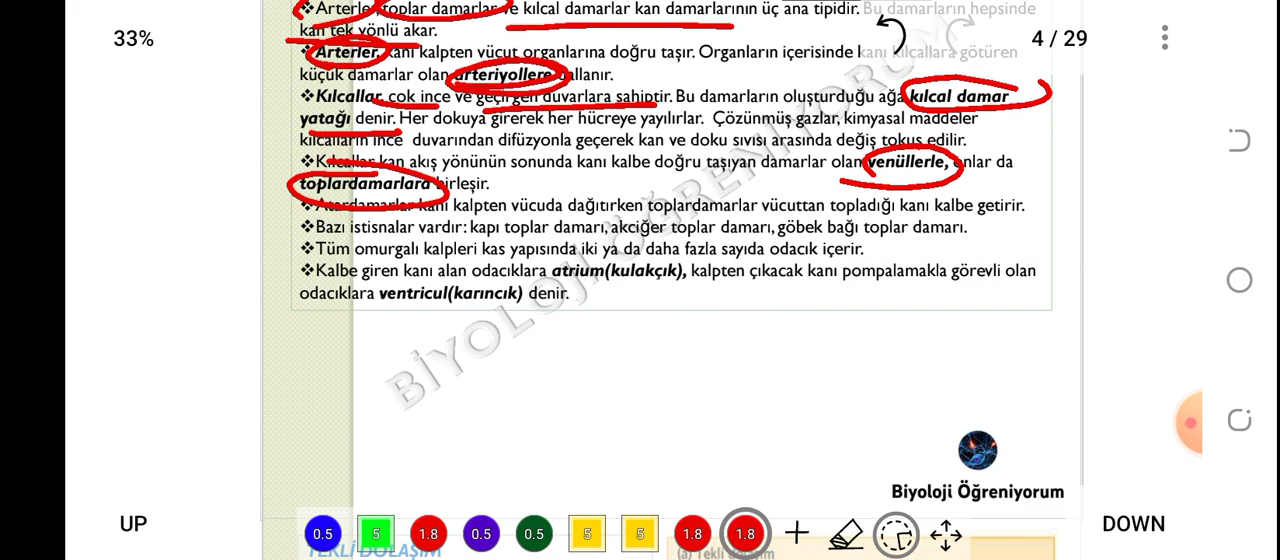 ❖Arterler, toplar damarlar ve kılcal damarlar kan damarlarının üç ana tipidir. Bu damarların hepsinde
kan tek yönlü akar.
33%
4 / 29
❖Arterler, kanı kalpten vücut organlarına doğru taşır. Organların içerisinde kanı kılcallara götüren
küçük damarlar olan arteriyollere dallanır.
❖Kılcallar, çok ince ve geçirgen duvarlara sahiptir. Bu damarların oluşturduğu ağa kılcal damar
yatağı denir. Her dokuya girerek her hücreye yayılırlar. Çözünmüş gazlar, kimyasal maddeler
kılcalların ince duvarından difüzyonla geçerek kan ve doku sıvısı arasında değiş tokuş edilir.
❖Kılcallar kan akış yönünün sonunda kanı kalbe doğru taşıyan damarlar olan venüllerle, onlar da
toplardamarlara birleşir.
❖Atardamarlar kanı kalpten vücuda dağıtırken toplardamarlar vücuttan topladığı kanı kalbe getirir.
❖Bazı istisnalar vardır: kapı toplar damarı, akciğer toplar damarı, göbek bağı toplar damarı.
❖Tüm omurgalı kalpleri kas yapısında iki ya da daha fazla sayıda odacık içerir.
❖Kalbe giren kanı alan odacıklara atrium(kulakçık), kalpten çıkacak kanı pompalamakla görevli olan
odacıklara ventricul(karıncık) denir.
BİYOLOJİ ÖĞRENİYORUM
Biyoloji Öğreniyorum
UP
0.5 5 1.8 0.5 0.5 5 5 1.8 1.8
DOWN
TEKLİ DOLAŞIM
(a) Tekli dolaşım